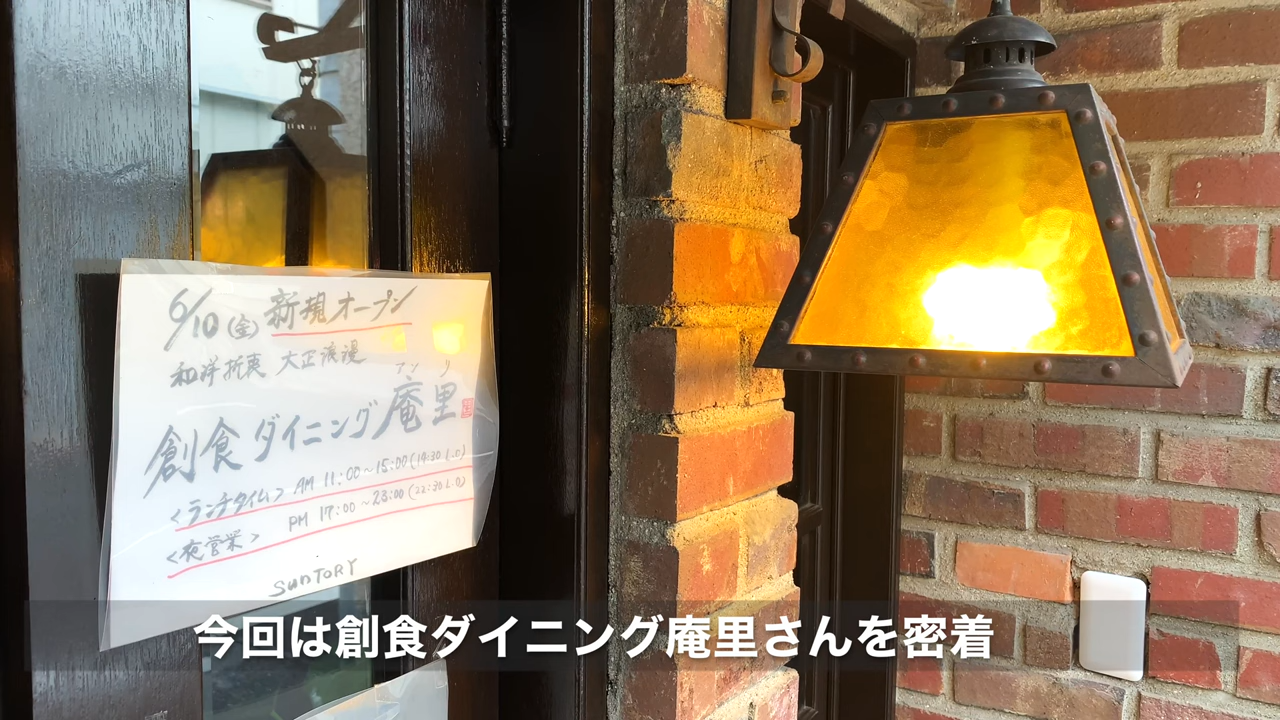 6/10(金) 新規オープン
和洋折衷 大正浪漫
アン リ
創食ダイニング庵里
<ランチタイム> AM 11:00~15:00(14:30 L.O)
<夜営業> PM 17:00~23:00(22:30 L.O)
SUNTORY
今回は創食ダイニング庵里さんを密着